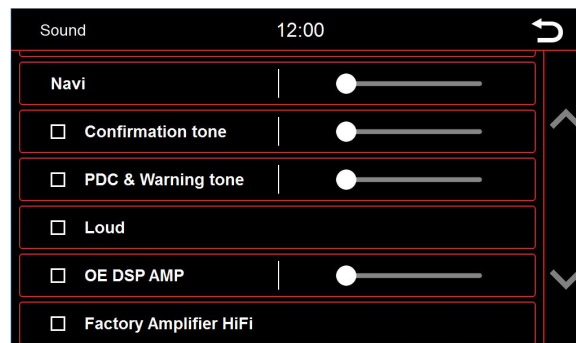 Sound 12:00
Navi
Confirmation tone
PDC & Warning tone
Loud
OE DSP AMP
Factory Amplifier HiFi